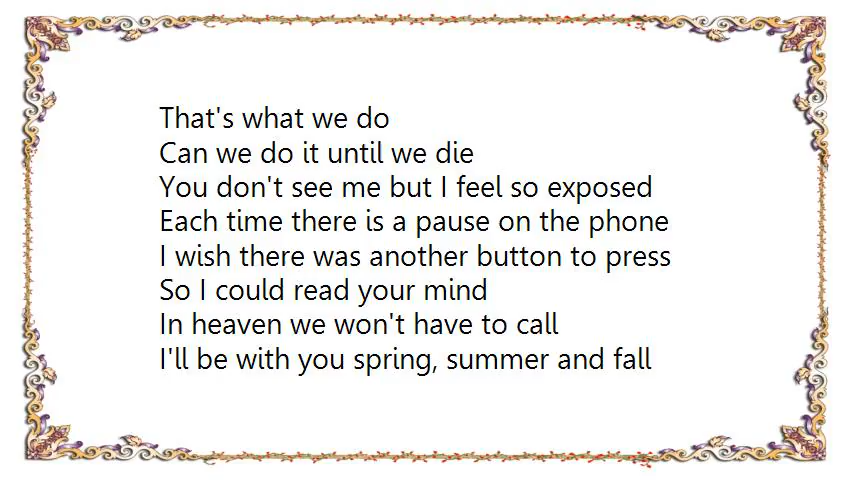 That's what we do
Can we do it until we die
You don't see me but I feel so exposed
Each time there is a pause on the phone
I wish there was another button to press
So I could read your mind
In heaven we won't have to call
I'll be with you spring, summer and fall